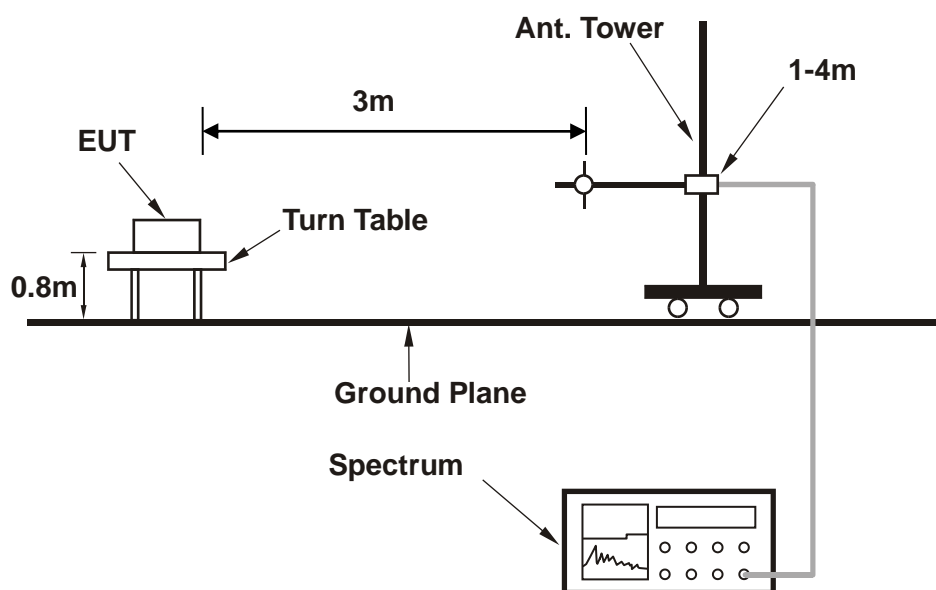 Ant. Tower
1-4m
3m
EUT
Turn Table
0.8m
Ground Plane
Spectrum